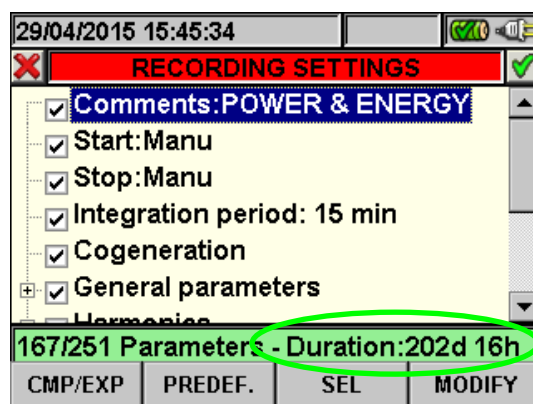 29/04/2015 15:45:34
RECORDING SETTINGS
Comments:POWER & ENERGY
Start:Manu
Stop:Manu
Integration period: 15 min
Cogeneration
General parameters
Harmonics
167/251 Parameters - Duration:202d 16h
CMP/EXP PREDEF. SEL MODIFY